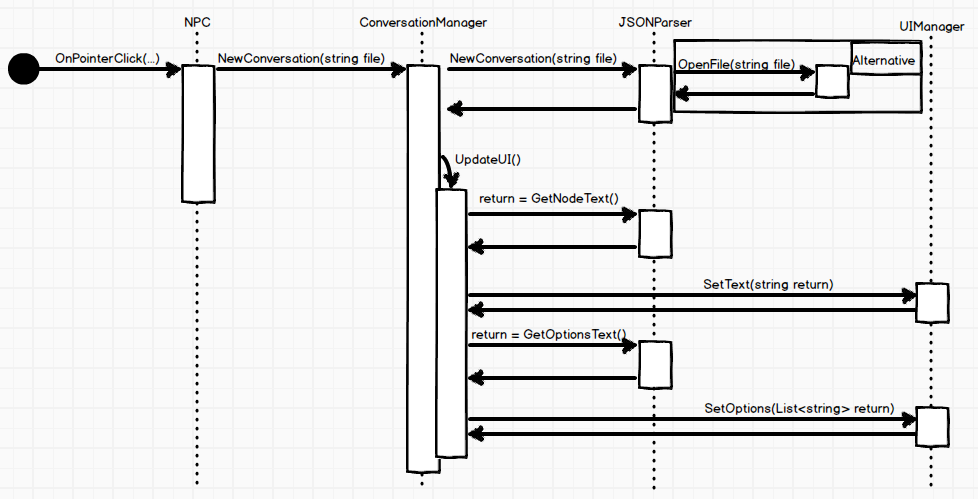 NPC
ConversationManager
JSONParser
UIManager
OnPointerClick(...)
NewConversation(string file)
NewConversation(string file)
OpenFile(string file)
Alternative
UpdateUI()
return = GetNodeText()
SetText(string return)
return = GetOptionsText()
SetOptions(List<string> return)